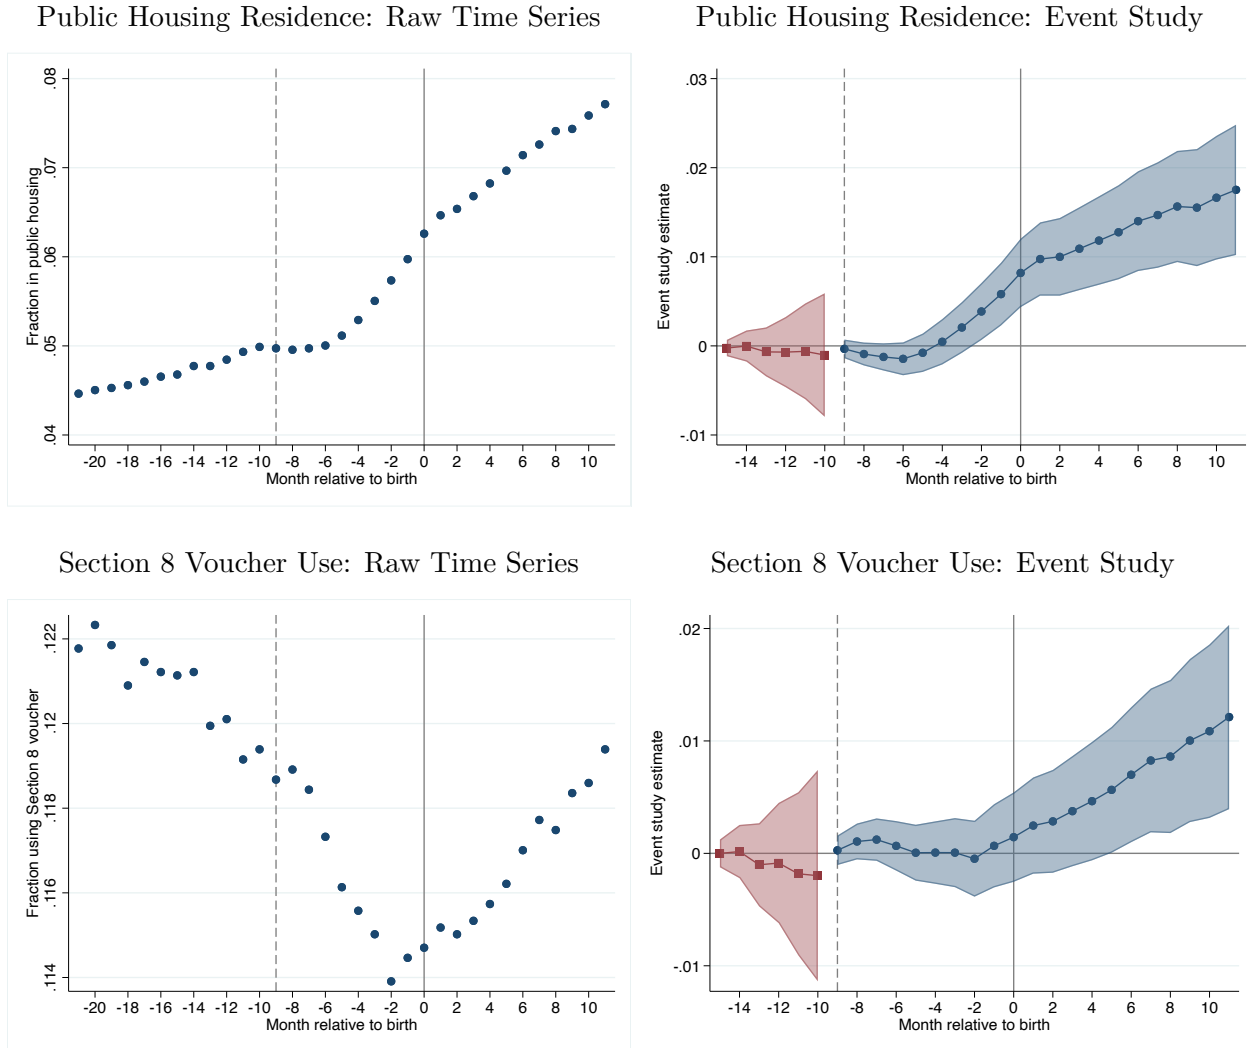 Public Housing Residence: Raw Time Series
.08
.07
.06
.05
.04
Fraction in public housing
-20 -18 -16 -14 -12 -10 -8 -6 -4 -2 0 2 4 6 8 10
Month relative to birth
Public Housing Residence: Event Study
.03
.02
.01
0
-.01
Event study estimate
-14 -12 -10 -8 -6 -4 -2 0 2 4 6 8 10
Month relative to birth
Section 8 Voucher Use: Raw Time Series
.122
.12
.118
.116
.114
Fraction using Section 8 voucher
-20 -18 -16 -14 -12 -10 -8 -6 -4 -2 0 2 4 6 8 10
Month relative to birth
Section 8 Voucher Use: Event Study
.02
.01
0
-.01
Event study estimate
-14 -12 -10 -8 -6 -4 -2 0 2 4 6 8 10
Month relative to birth